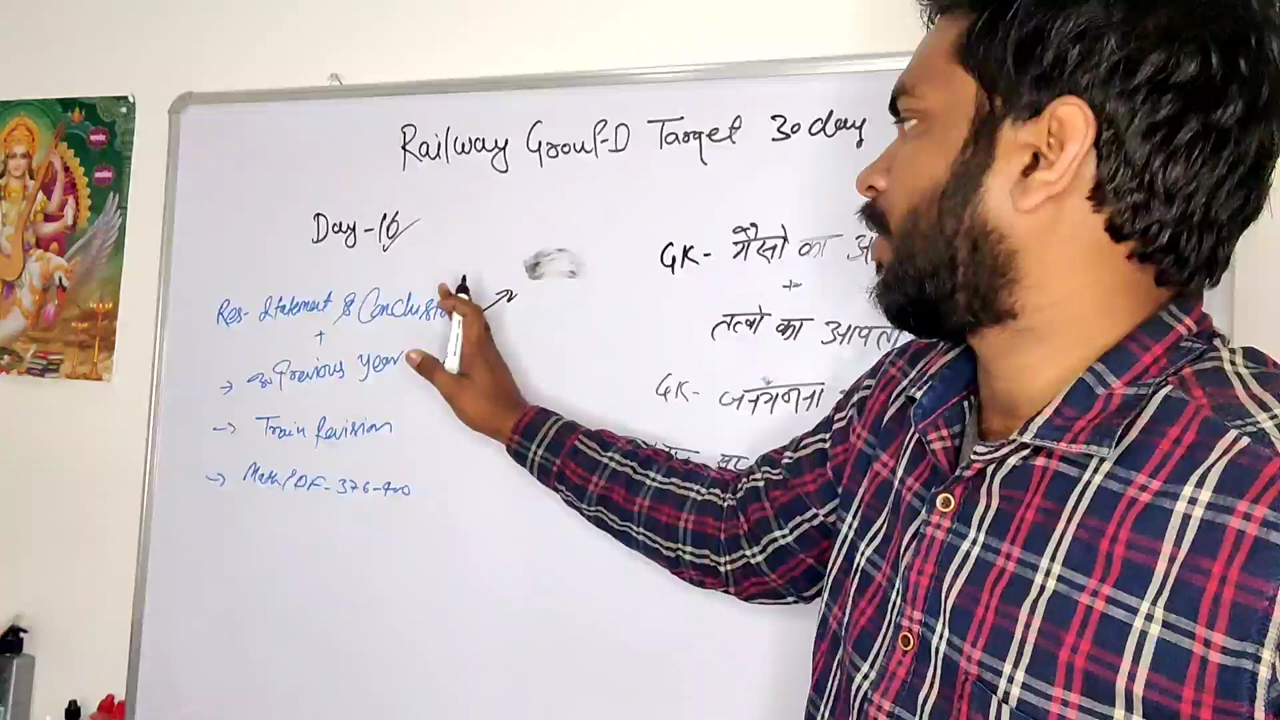 Railway Group-D Target 30 day
Day-16
Res- Statement & Conclusion
+
→ Previous year
→ Train Revision
→ Math PDF-376-400
GK- गैसो का
+
तत्वो का आवर्ता
GK- जनगणना